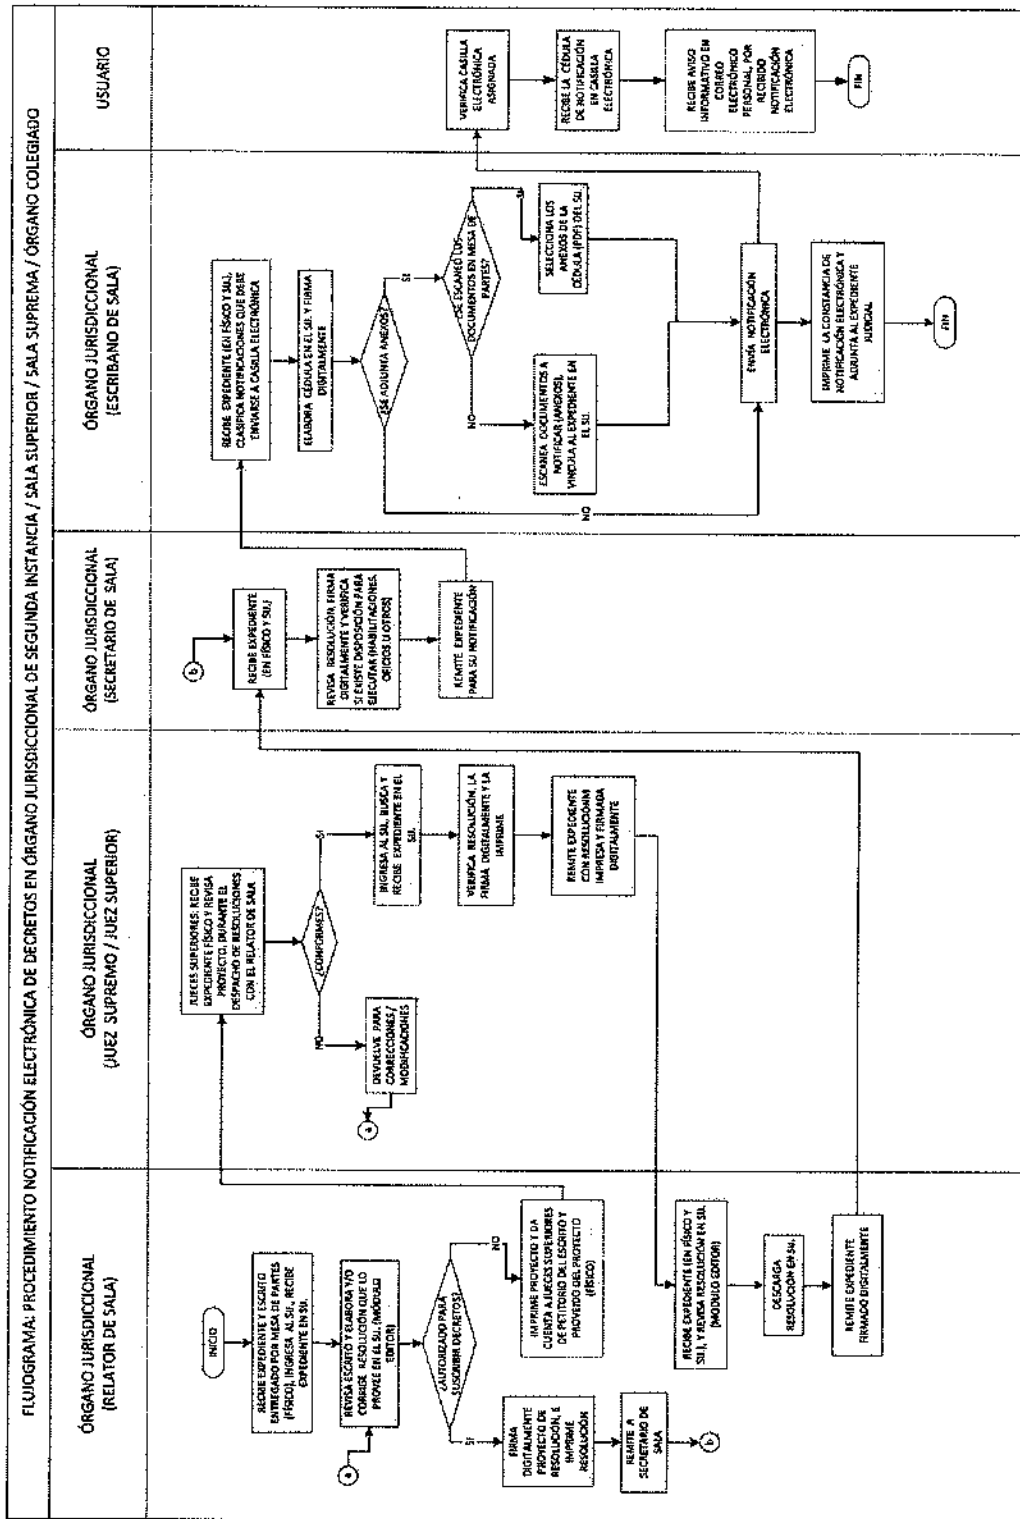 FLUJOGRAMA: PROCEDIMIENTO NOTIFICACIÓN ELECTRÓNICA DE DECRETOS EN ÓRGANO JURISDICCIONAL DE SEGUNDA INSTANCIA / SALA SUPERIOR / SALA SUPREMA / ÓRGANO COLEGIADO
ÓRGANO JURISDICCIONAL
(RELATOR DE SALA)
INICIO
RECIBE EXPEDIENTE Y ESCRITO
ENTREGADO POR MESA DE PARTES
(FÍSICO), INGRESA AL SIJ, RECIBE
EXPEDIENTE EN SIJ.
a
REVISA ESCRITO Y ELABORA Y/O
CORRIGE RESOLUCIÓN QUE LO
PROVEE EN EL SIJ, (MÓDULO
EDITOR)
¿AUTORIZADO PARA
SUSCRIBIR DECRETOS?
SI
NO
FIRMA
DIGITALMENTE
PROYECTO DE
RESOLUCIÓN, E
IMPRIME
RESOLUCIÓN
REMITE A
SECRETARIO DE
SALA
b
IMPRIME PROYECTO Y DA
CUENTA A JUECES SUPERIORES
DE PETITORIO DEL ESCRITO Y
PROVEIDO DEL PROYECTO
(FÍSICO)
RECIBE EXPEDIENTE (EN FÍSICO Y
SIJ.), Y REVISA RESOLUCIÓN EN SIJ.
(MODULO EDITOR)
DESCARGA
RESOLUCIÓN EN SIJ.
REMITE EXPEDIENTE
FIRMADO DIGITALMENTE
ÓRGANO JURISDICCIONAL
(JUEZ SUPREMO / JUEZ SUPERIOR)
JUECES SUPERIORES: RECIBE
EXPEDIENTE FÍSICO Y REVISA
PROYECTO, DURANTE EL
DESPACHO DE RESOLUCIONES
CON EL RELATOR DE SALA
¿CONFORMES?
NO
SI
DEVUELVE PARA
CORRECCIONES/
MODIFICACIONES
a
INGRESA AL SIJ, BUSCA Y
RECIBE EXPEDIENTE EN EL
SIJ.
VERIFICA RESOLUCIÓN, LA
FIRMA DIGITALMENTE Y LA
IMPRIME
REMITE EXPEDIENTE
CON RESOLUCIÓN
IMPRESA Y FIRMADA
DIGITALMENTE
ÓRGANO JURISDICCIONAL
(SECRETARIO DE SALA)
b
RECIBE EXPEDIENTE
(EN FÍSICO Y SIJ.)
REVISA RESOLUCIÓN, FIRMA
DIGITALMENTE Y VERIFICA
SI EXISTE DISPOSICIÓN PARA
EJECUTAR (HABILITACIONES,
OFICIOS U OTROS)
REMITE EXPEDIENTE
PARA SU NOTIFICACIÓN
ÓRGANO JURISDICCIONAL
(ESCRIBANO DE SALA)
RECIBE EXPEDIENTE (EN FÍSICO Y SIJ.),
CLASIFICA NOTIFICACIONES QUE DEBE
ENVIARSE A CASILLA ELECTRÓNICA
ELABORA CÉDULA EN EL SIJ. Y FIRMA
DIGITALMENTE
¿SE ADJUNTA ANEXOS?
SI
NO
¿SE ESCANEÓ LOS
DOCUMENTOS EN MESA DE
PARTES?
NO
SI
ESCANEA DOCUMENTOS A
NOTIFICAR (ANEXOS),
VINCULA AL EXPEDIENTE EN
EL SIJ.
SELECCIONA LOS
ANEXOS DE LA
CÉDULA (PDF) DEL SIJ.
ENVÍA NOTIFICACIÓN
ELECTRÓNICA
IMPRIME LA CONSTANCIA DE
NOTIFICACIÓN ELECTRÓNICA Y
ADJUNTA AL EXPEDIENTE
JUDICIAL
FIN
USUARIO
VERIFICA CASILLA
ELECTRÓNICA
ASIGNADA
RECIBE LA CÉDULA
DE NOTIFICACIÓN
EN CASILLA
ELECTRÓNICA
RECIBE AVISO
INFORMATIVO EN
CORREO
ELECTRÓNICO
PERSONAL, POR
RECIBIDO
NOTIFICACIÓN
ELECTRÓNICA
FIN